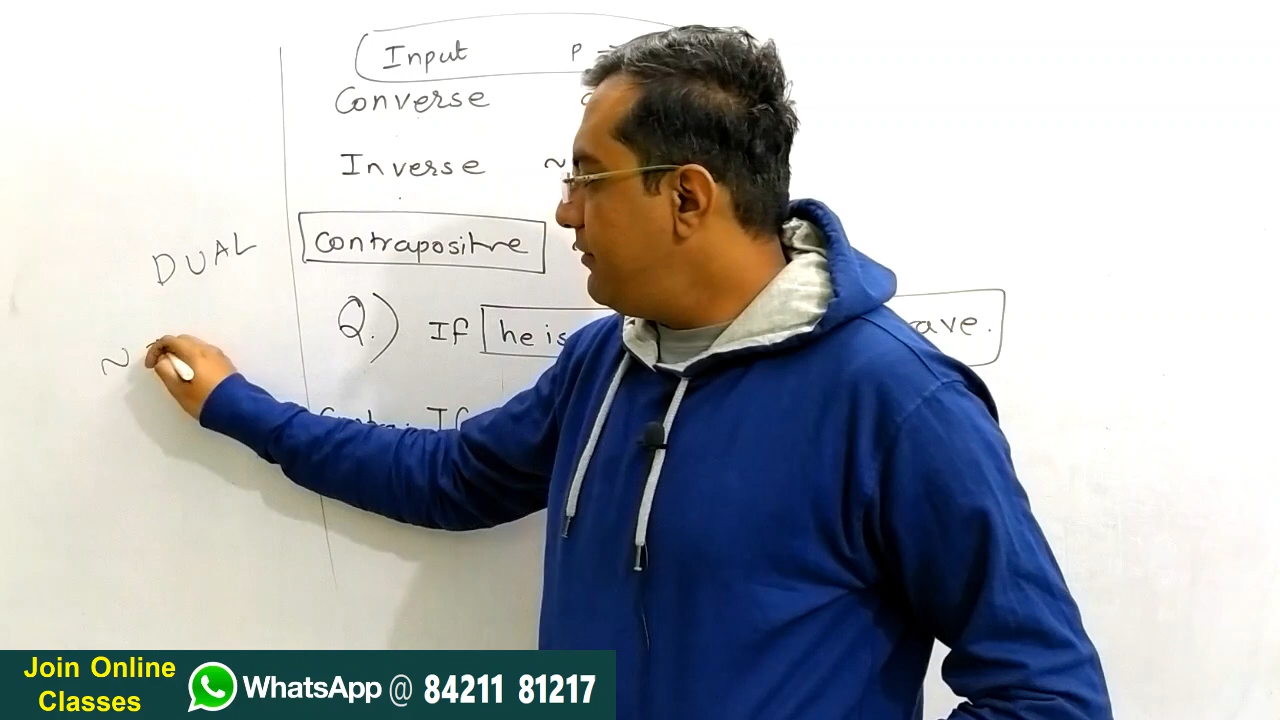 Input P
Converse
Inverse ~
Contrapositive
DUAL
Q.) If he is ave.
~
If
Join Online
Classes
WhatsApp @ 84211 81217